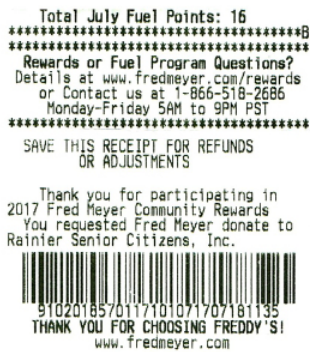 Total July Fuel Points: 16
************************************B
*************************************
Rewards or Fuel Program Questions?
Details at www.fredmeyer.com/rewards
or Contact us at 1-866-518-2686
Monday-Friday 5AM to 9PM PST
*************************************
SAVE THIS RECEIPT FOR REFUNDS
OR ADJUSTMENTS
Thank you for participating in
2017 Fred Meyer Community Rewards
You requested Fred Meyer donate to
Rainier Senior Citizens, Inc.
9102018570117101071707181135
THANK YOU FOR CHOOSING FREDDY'S!
www.fredmeyer.com